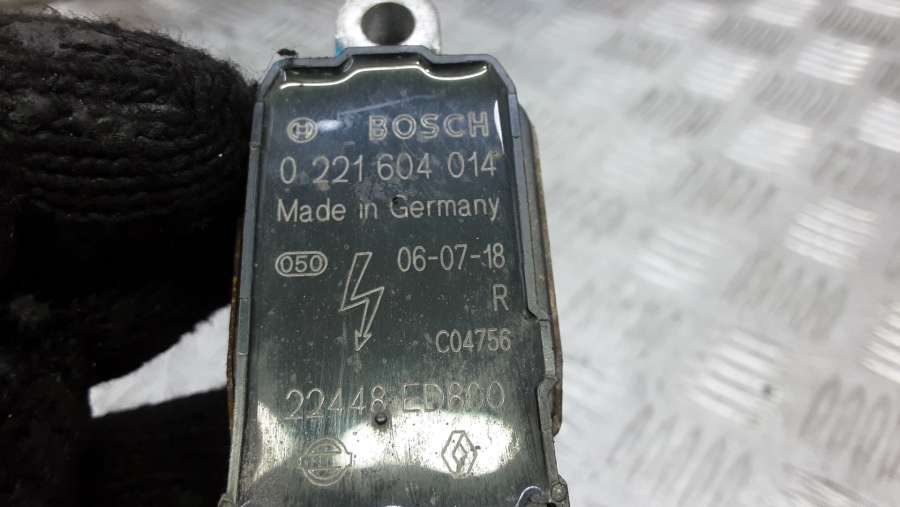 BOSCH
0 221 604 014
Made in Germany
050 06-07-18
R
C04756
22448 ED800